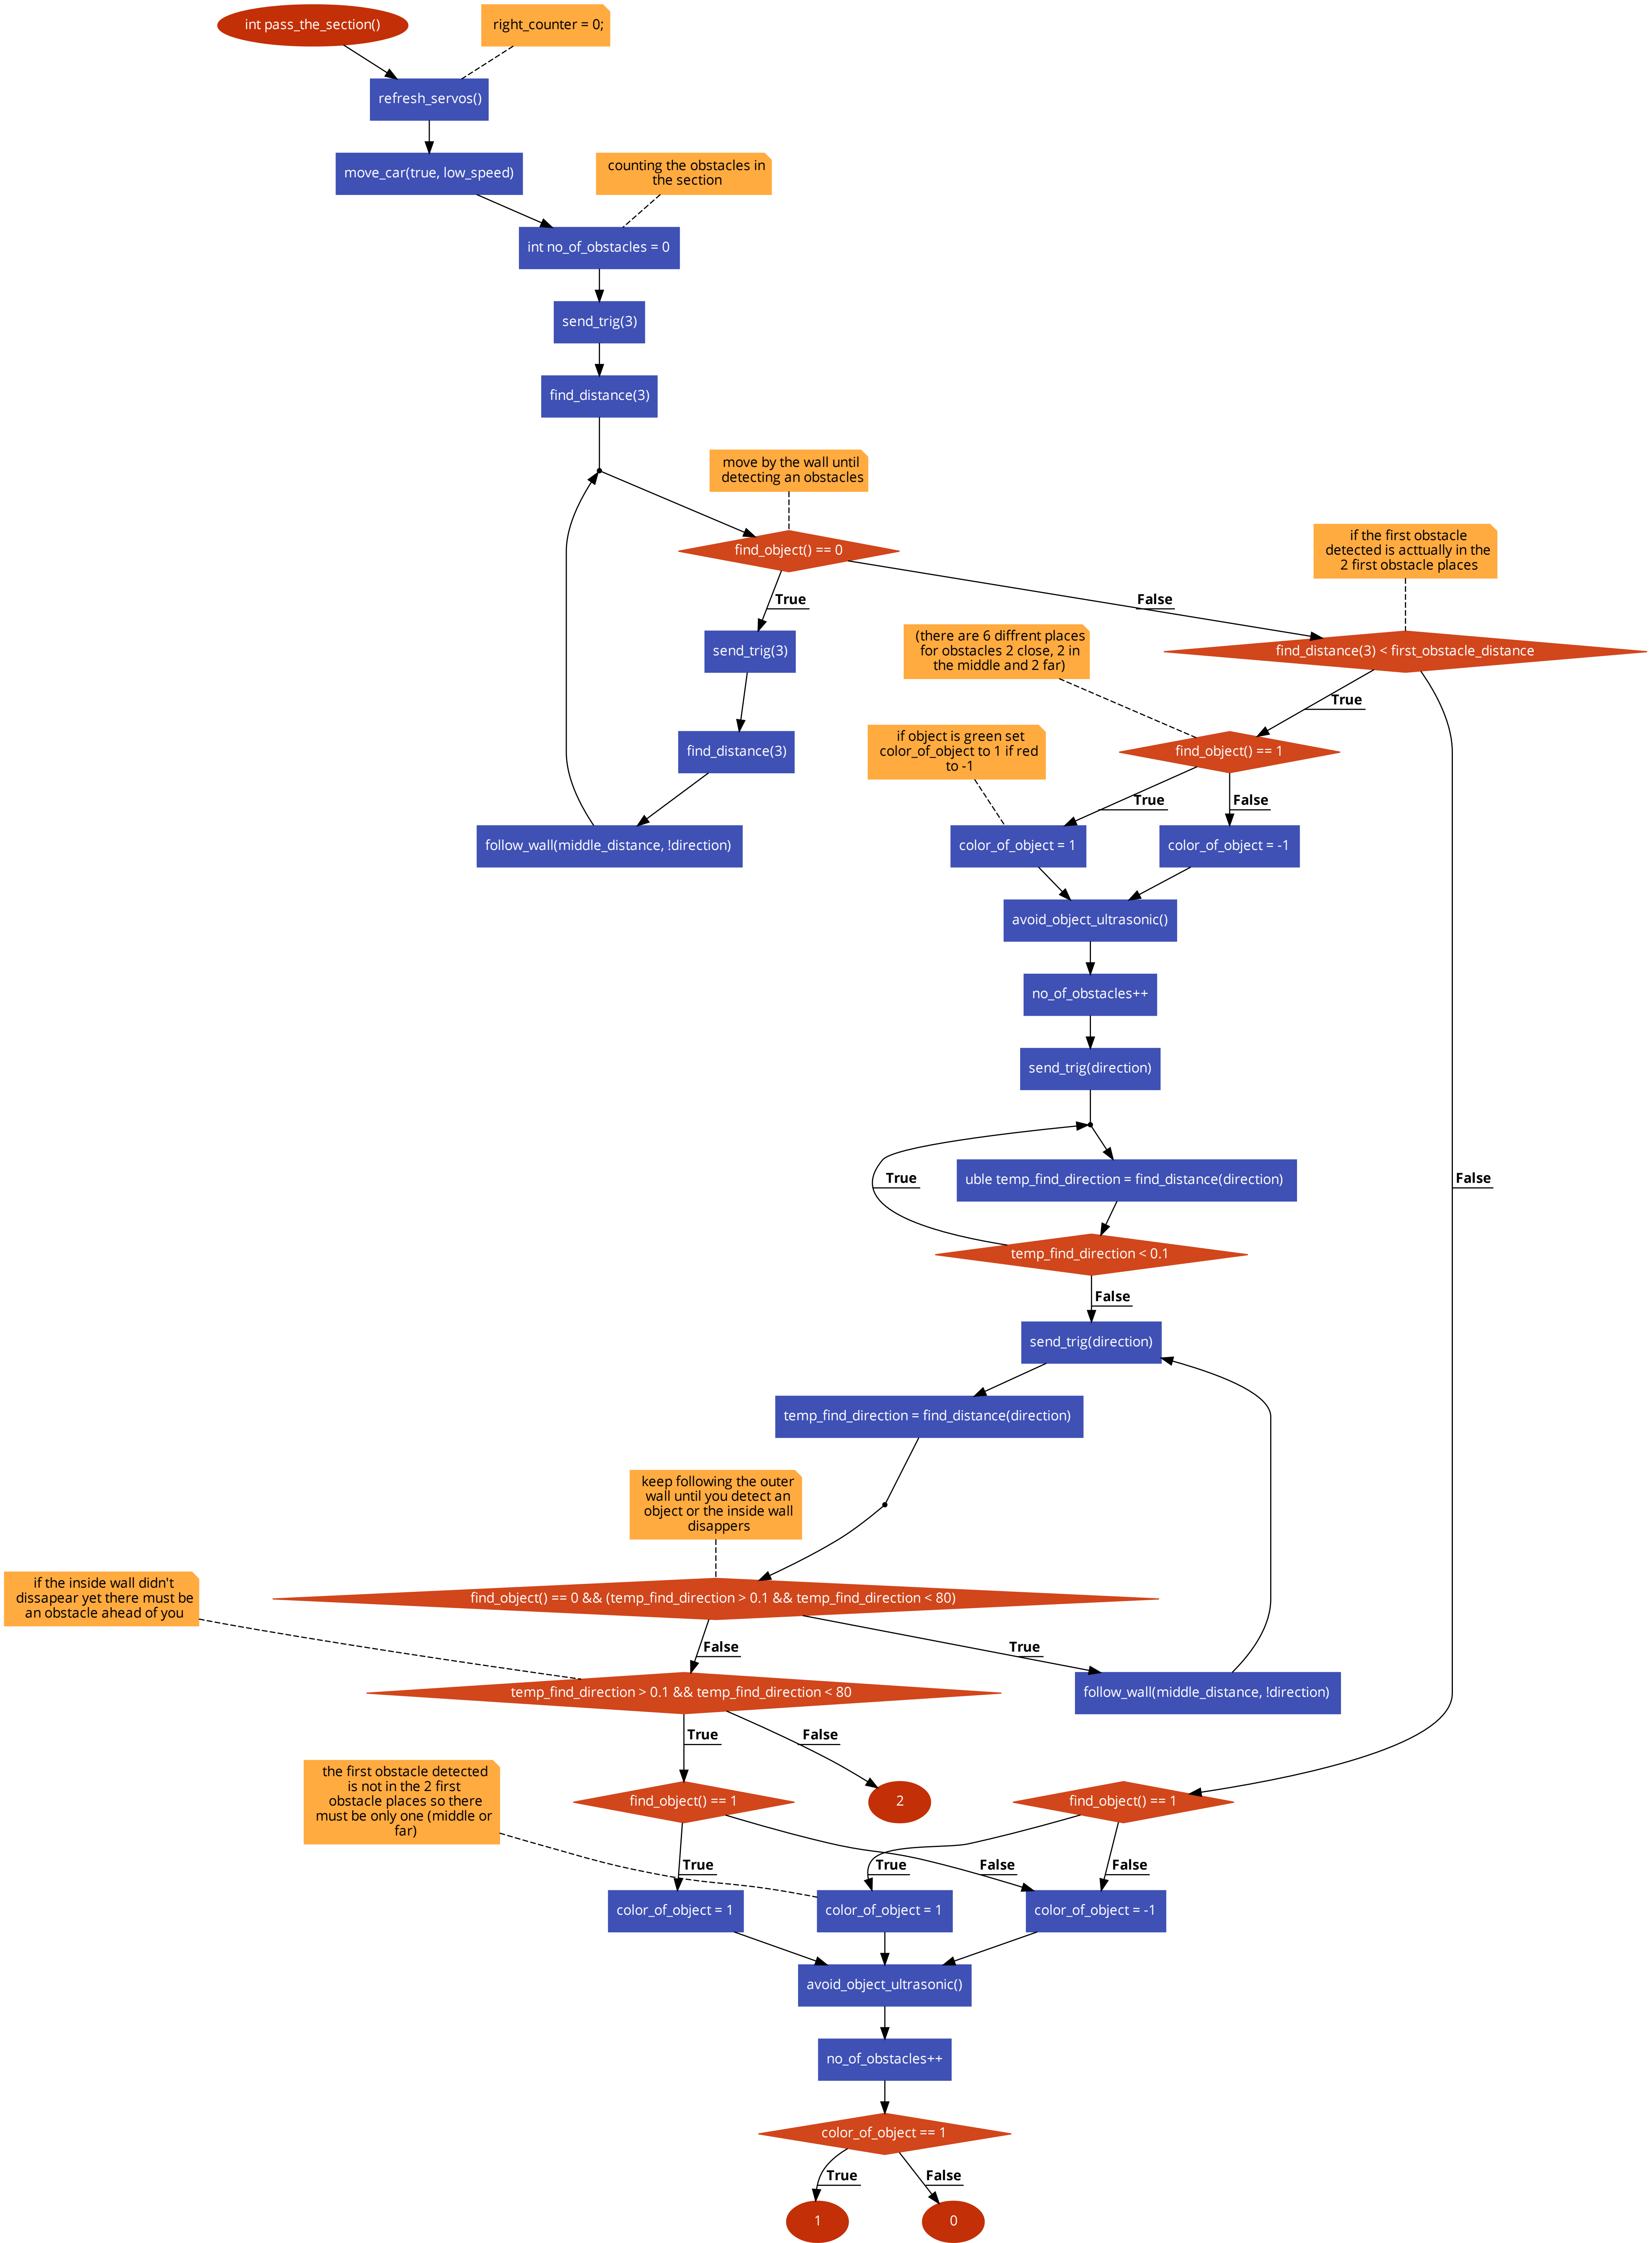 int pass_the_section()
right_counter = 0;
refresh_servos()
move_car(true, low_speed)
counting the obstacles in
the section
int no_of_obstacles = 0
send_trig(3)
find_distance(3)
move by the wall until
detecting an obstacles
find_object() == 0
if the first obstacle
detected is acttually in the
2 first obstacle places
True
False
send_trig(3)
(there are 6 diffrent places
for obstacles 2 close, 2 in
the middle and 2 far)
find_distance(3) < first_obstacle_distance
True
find_distance(3)
if object is green set
color_of_object to 1 if red
to -1
find_object() == 1
True
False
follow_wall(middle_distance, !direction)
color_of_object = 1
color_of_object = -1
avoid_object_ultrasonic()
no_of_obstacles++
send_trig(direction)
True
uble temp_find_direction = find_distance(direction)
False
temp_find_direction < 0.1
False
send_trig(direction)
temp_find_direction = find_distance(direction)
keep following the outer
wall until you detect an
object or the inside wall
disappers
if the inside wall didn't
dissapear yet there must be
an obstacle ahead of you
find_object() == 0 && (temp_find_direction > 0.1 && temp_find_direction < 80)
False
True
temp_find_direction > 0.1 && temp_find_direction < 80
follow_wall(middle_distance, !direction)
True
False
the first obstacle detected
is not in the 2 first
obstacle places so there
must be only one (middle or
far)
find_object() == 1
2
find_object() == 1
True
True
False
False
color_of_object = 1
color_of_object = 1
color_of_object = -1
avoid_object_ultrasonic()
no_of_obstacles++
color_of_object == 1
True
False
1
0